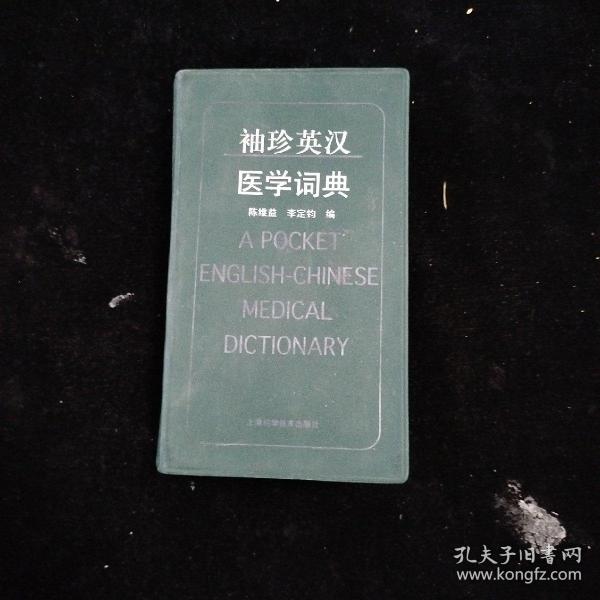 袖珍英汉
医学词典
陈维益 李定钧 编
A POCKET
ENGLISH-CHINESE
MEDICAL
DICTIONARY
上海科学技术出版社
孔夫子旧书网
www.kongfz.com